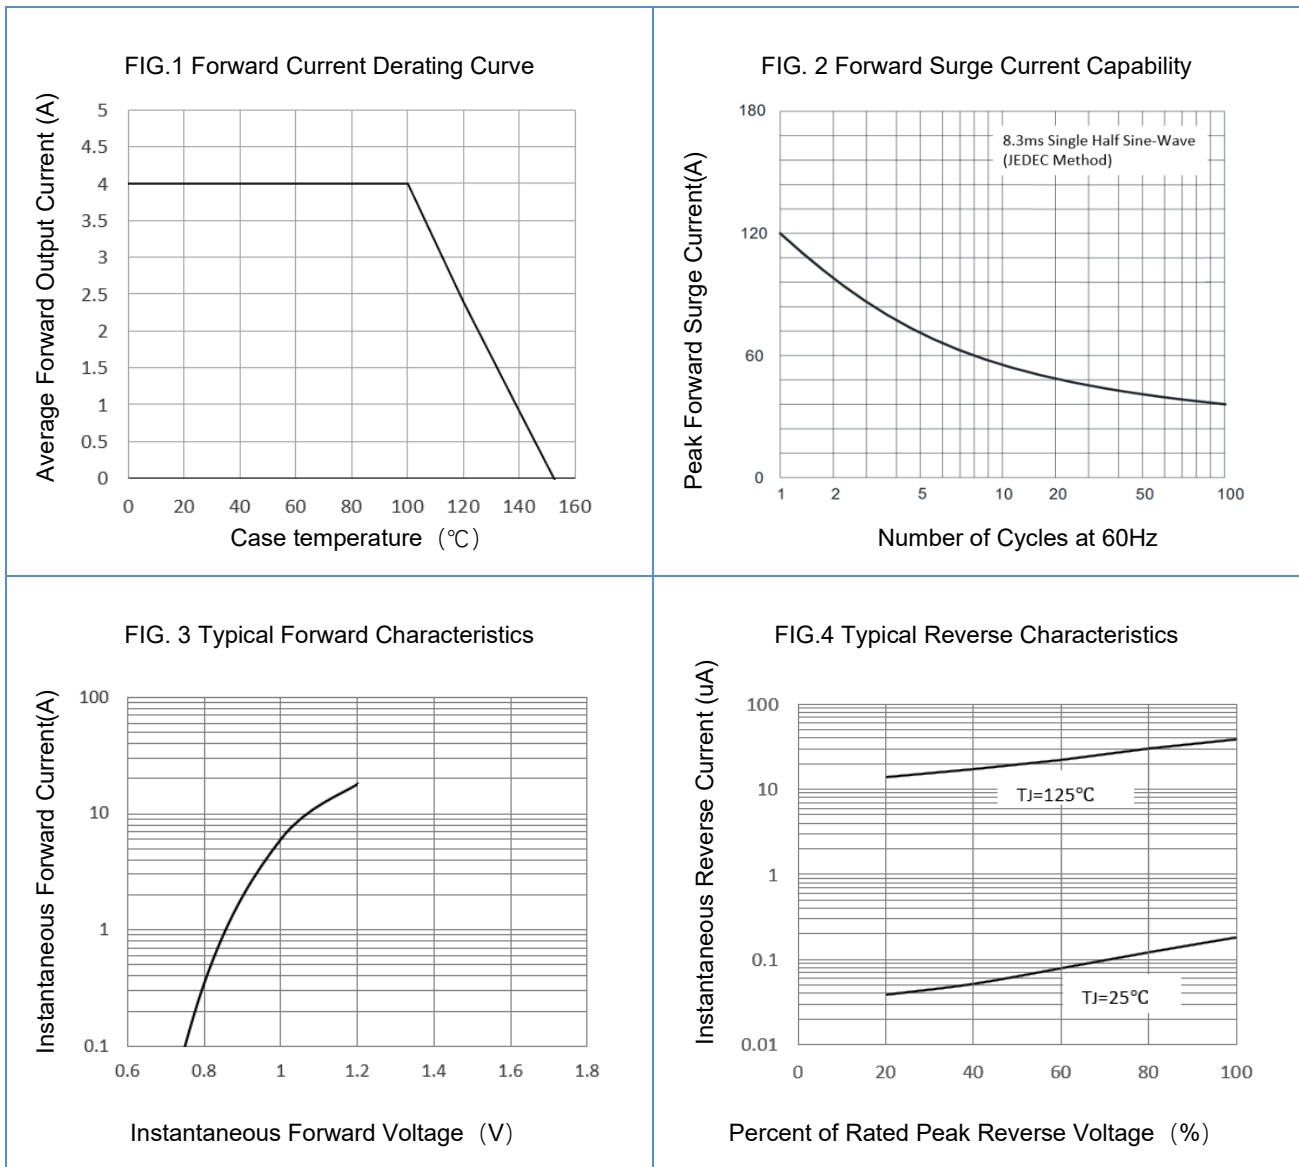 FIG.1 Forward Current Derating Curve
Average Forward Output Current (A)
5
4.5
4
3.5
3
2.5
2
1.5
1
0.5
0
0 20 40 60 80 100 120 140 160
Case temperature（℃）
FIG. 2 Forward Surge Current Capability
Peak Forward Surge Current(A)
180
120
60
0
8.3ms Single Half Sine-Wave
(JEDEC Method)
1 2 5 10 20 50 100
Number of Cycles at 60Hz
FIG. 3 Typical Forward Characteristics
Instantaneous Forward Current(A)
100
10
1
0.1
0.6 0.8 1 1.2 1.4 1.6 1.8
Instantaneous Forward Voltage（V）
FIG.4 Typical Reverse Characteristics
Instantaneous Reverse Current (uA)
100
10
1
0.1
0.01
TJ=125℃
TJ=25℃
0 20 40 60 80 100
Percent of Rated Peak Reverse Voltage（%）